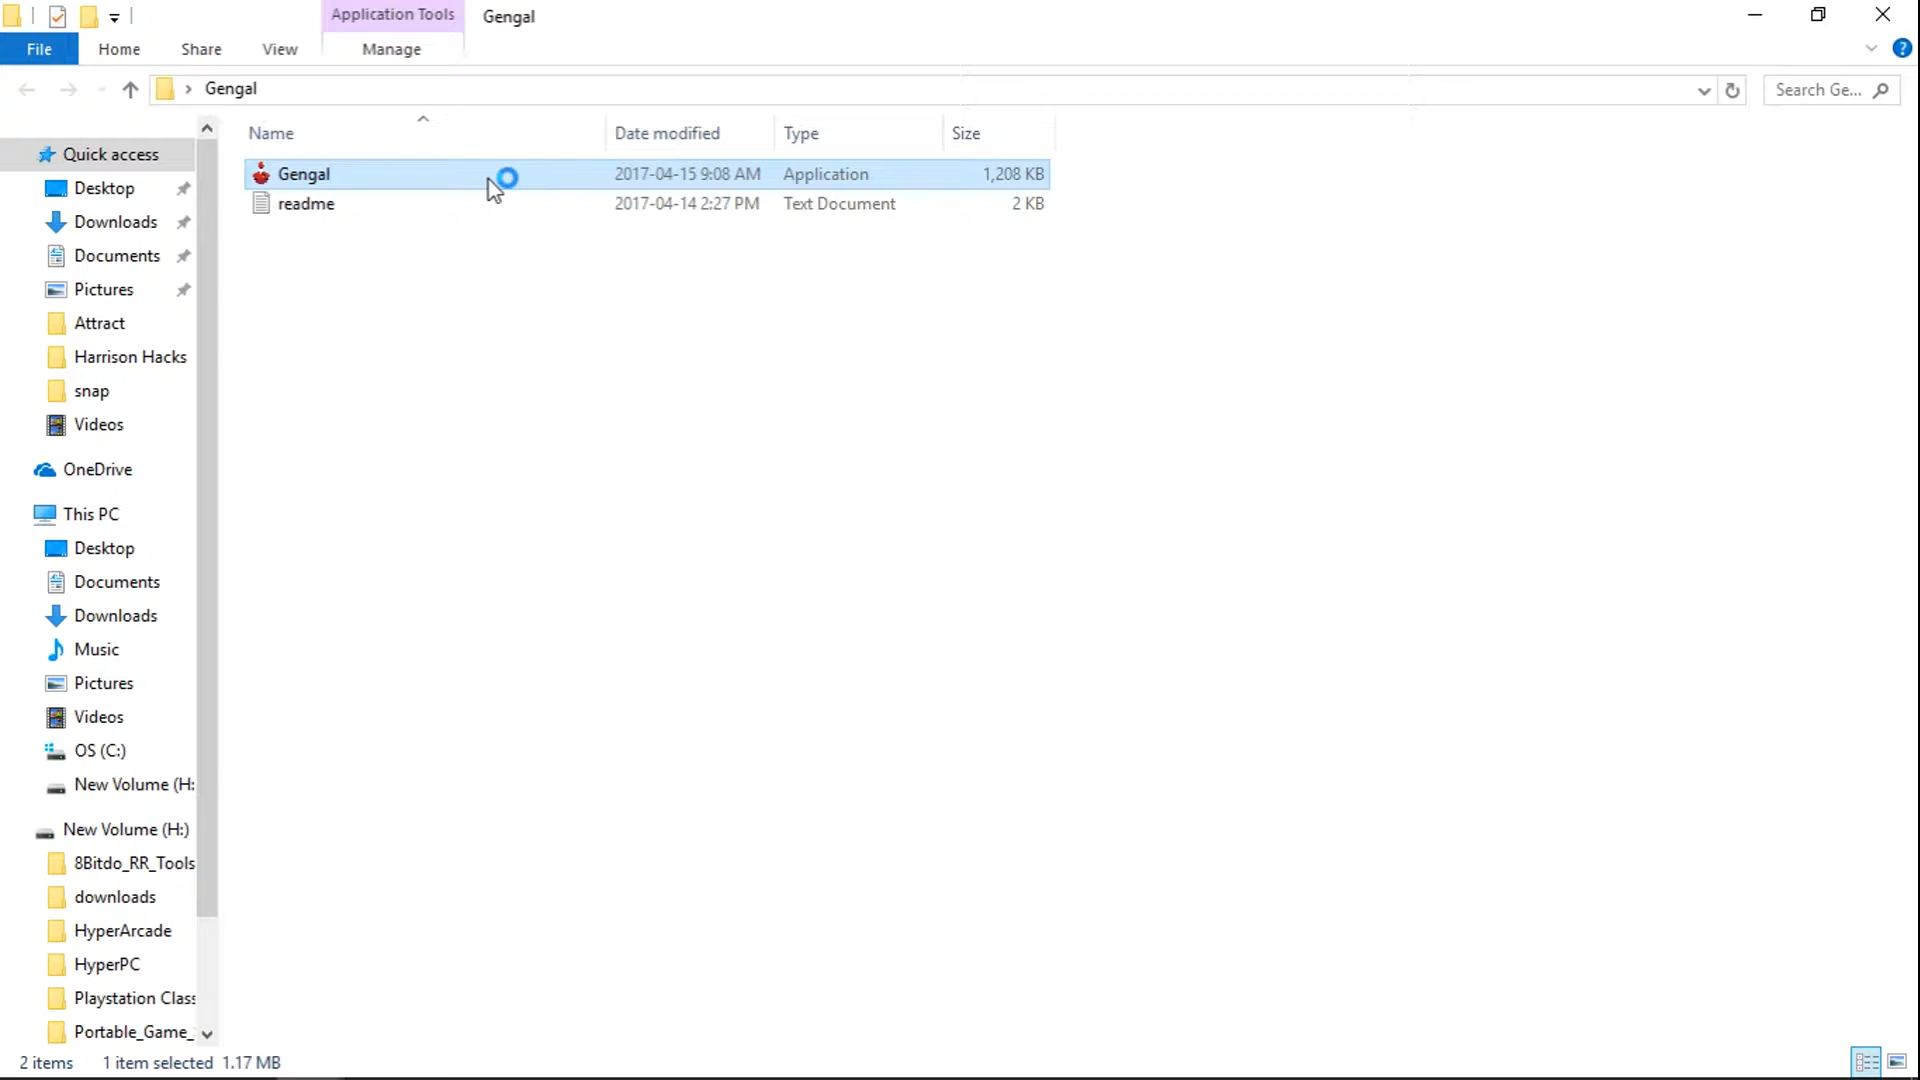 Application Tools
Gengal
File
Home
Share
View
Manage
Gengal
Search Ge...
Name
Date modified
Type
Size
Gengal
2017-04-15 9:08 AM
Application
1,208 KB
readme
2017-04-14 2:27 PM
Text Document
2 KB
Quick access
Desktop
Downloads
Documents
Pictures
Attract
Harrison Hacks
snap
Videos
OneDrive
This PC
Desktop
Documents
Downloads
Music
Pictures
Videos
OS (C:)
New Volume (H:
New Volume (H:)
8Bitdo_RR_Tools
downloads
HyperArcade
HyperPC
Playstation Class
Portable_Game_
2 items
1 item selected 1.17 MB